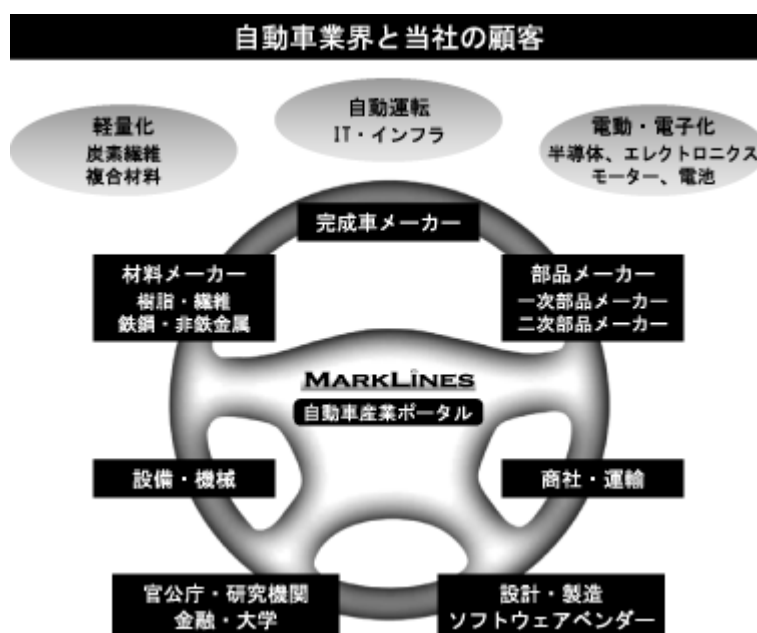 自動車業界と当社の顧客
自動運転
IT・インフラ
軽量化
炭素繊維
複合材料
電動・電子化
半導体、エレクトロニクス
モーター、電池
完成車メーカー
材料メーカー
樹脂・繊維
鉄鋼・非鉄金属
部品メーカー
一次部品メーカー
二次部品メーカー
MARKLINES
自動車産業ポータル
設備・機械
商社・運輸
官公庁・研究機関
金融・大学
設計・製造
ソフトウェアベンダー